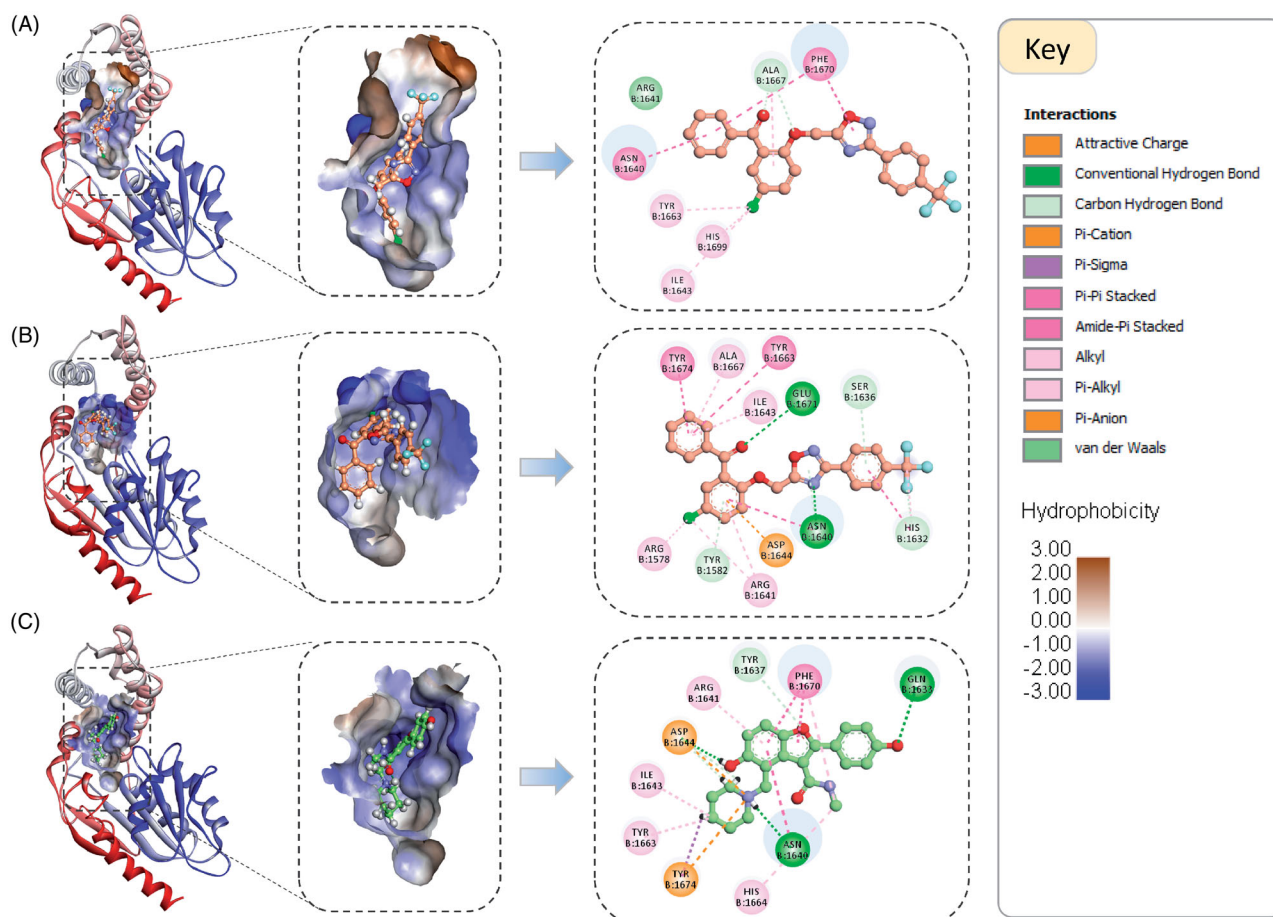 (A)
PHE
B:1670
ALA
B:1667
ARG
B:1641
ASN
B:1640
TYR
B:1663
HIS
B:1699
ILE
B:1643
(B)
TYR
B:1674
ALA
B:1667
TYR
B:1663
ILE
B:1643
GLU
B:1671
SER
B:1636
ARG
B:1578
TYR
B:1582
ASP
B:1644
ARG
B:1641
ASN
B:1640
HIS
B:1632
(C)
TYR
B:1637
PHE
B:1670
GLN
B:1633
ARG
B:1641
ASP
B:1644
ILE
B:1643
TYR
B:1663
TYR
B:1674
HIS
B:1664
ASN
B:1640
Key
Interactions
Attractive Charge
Conventional Hydrogen Bond
Carbon Hydrogen Bond
Pi-Cation
Pi-Sigma
Pi-Pi Stacked
Amide-Pi Stacked
Alkyl
Pi-Alkyl
Pi-Anion
van der Waals
Hydrophobicity
3.00
2.00
1.00
0.00
-1.00
-2.00
-3.00